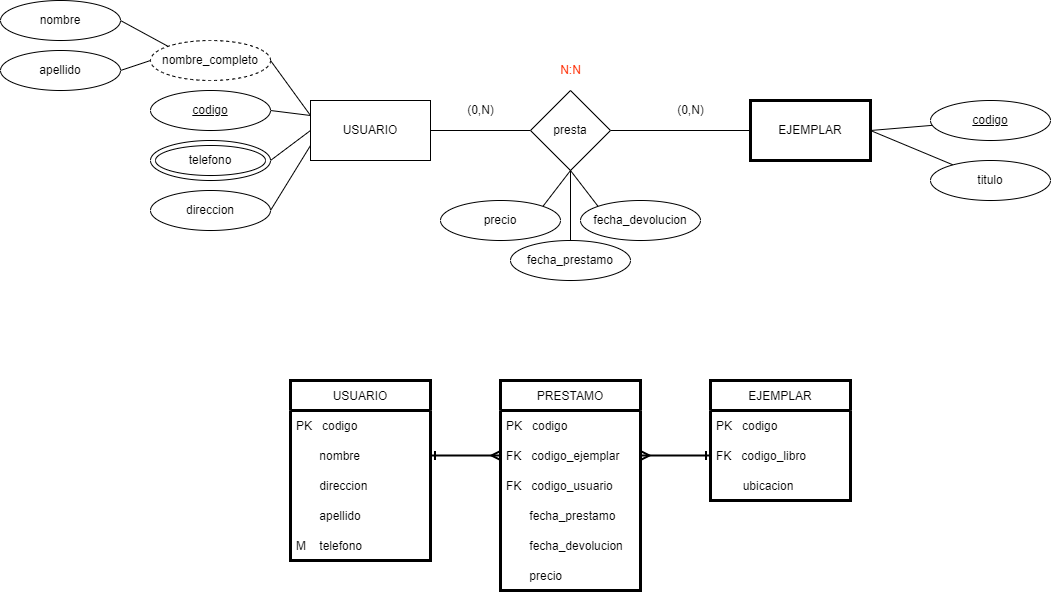 nombre
apellido
nombre_completo
codigo
telefono
direccion
USUARIO
(0,N)
N:N
presta
(0,N)
EJEMPLAR
codigo
titulo
precio
fecha_devolucion
fecha_prestamo
USUARIO
PK codigo
nombre
direccion
apellido
M telefono
PRESTAMO
PK codigo
FK codigo_ejemplar
FK codigo_usuario
fecha_prestamo
fecha_devolucion
precio
EJEMPLAR
PK codigo
FK codigo_libro
ubicacion